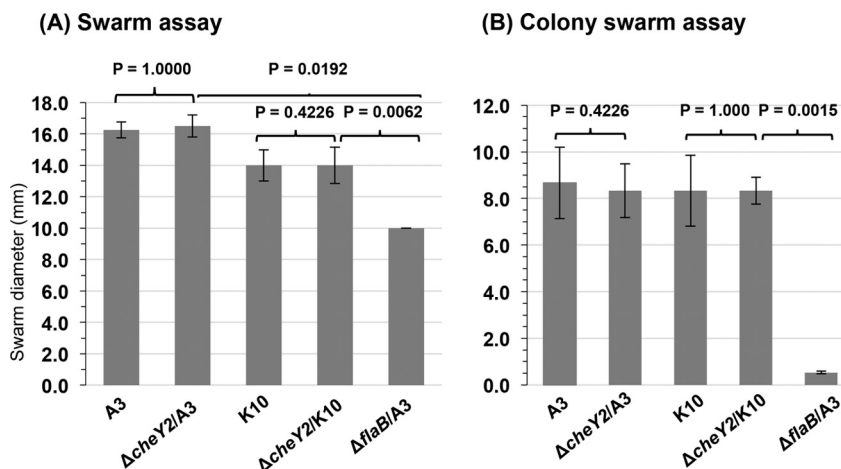 (A) Swarm assay
(B) Colony swarm assay
P = 1.0000
P = 0.0192
P = 0.4226
P = 0.0062
18.0
16.0
14.0
12.0
10.0
8.0
6.0
4.0
2.0
0.0
Swarm diameter (mm)
A3
ΔcheY2/A3
K10
ΔcheY2/K10
ΔflaB/A3
P = 0.4226
P = 1.000
P = 0.0015
12.0
10.0
8.0
6.0
4.0
2.0
0.0
A3
ΔcheY2/A3
K10
ΔcheY2/K10
ΔflaB/A3